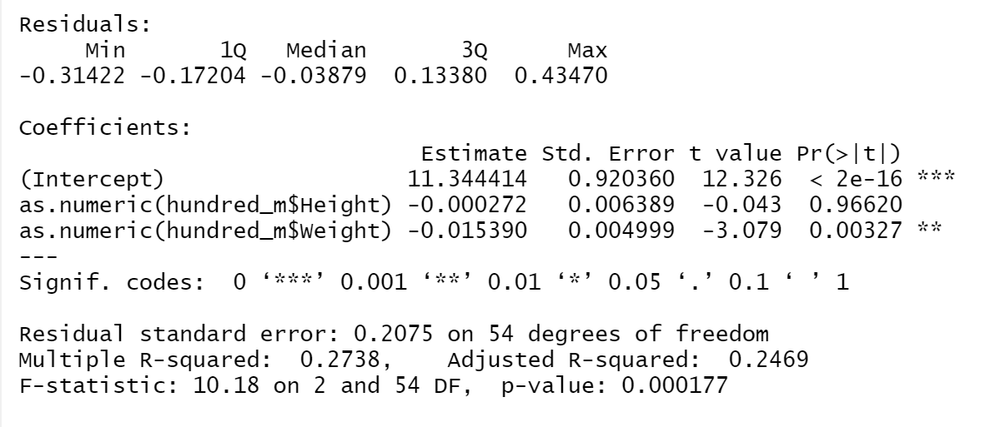 Residuals:
Min 1Q Median 3Q Max
-0.31422 -0.17204 -0.03879 0.13380 0.43470
Coefficients:
Estimate Std. Error t value Pr(>|t|)
(Intercept) 11.344414 0.920360 12.326 < 2e-16 ***
as.numeric(hundred_m$Height) -0.000272 0.006389 -0.043 0.96620
as.numeric(hundred_m$Weight) -0.015390 0.004999 -3.079 0.00327 **
---
Signif. codes: 0 ‘***’ 0.001 ‘**’ 0.01 ‘*’ 0.05 ‘.’ 0.1 ‘ ’ 1
Residual standard error: 0.2075 on 54 degrees of freedom
Multiple R-squared: 0.2738, Adjusted R-squared: 0.2469
F-statistic: 10.18 on 2 and 54 DF, p-value: 0.000177